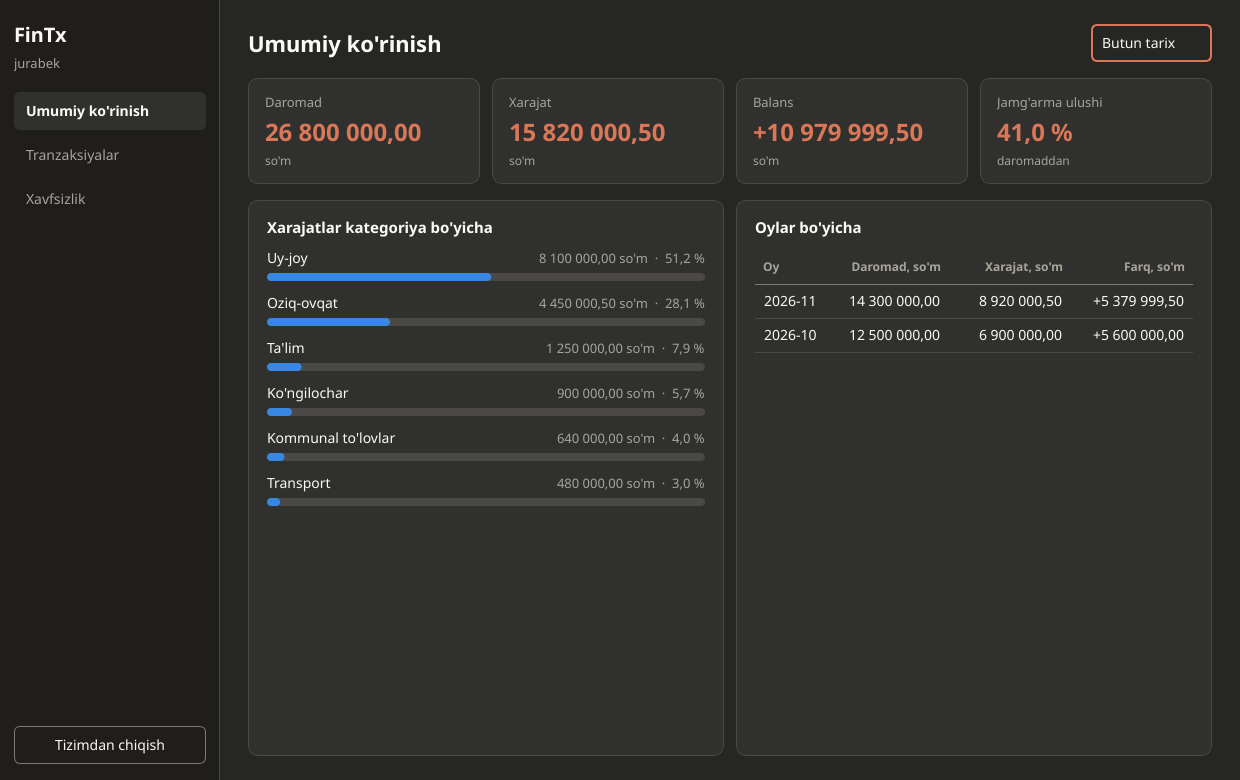 FinTx
jurabek
Umumiy ko'rinish
Tranzaksiyalar
Xavfsizlik
Tizimdan chiqish
Umumiy ko'rinish
Butun tarix
Daromad
26 800 000,00
so'm
Xarajat
15 820 000,50
so'm
Balans
+10 979 999,50
so'm
Jamg'arma ulushi
41,0 %
daromaddan
Xarajatlar kategoriya bo'yicha
Uy-joy 8 100 000,00 so'm · 51,2 %
Oziq-ovqat 4 450 000,50 so'm · 28,1 %
Ta'lim 1 250 000,00 so'm · 7,9 %
Ko'ngilochar 900 000,00 so'm · 5,7 %
Kommunal to'lovlar 640 000,00 so'm · 4,0 %
Transport 480 000,00 so'm · 3,0 %
Oylar bo'yicha
Oy Daromad, so'm Xarajat, so'm Farq, so'm
2026-11 14 300 000,00 8 920 000,50 +5 379 999,50
2026-10 12 500 000,00 6 900 000,00 +5 600 000,00